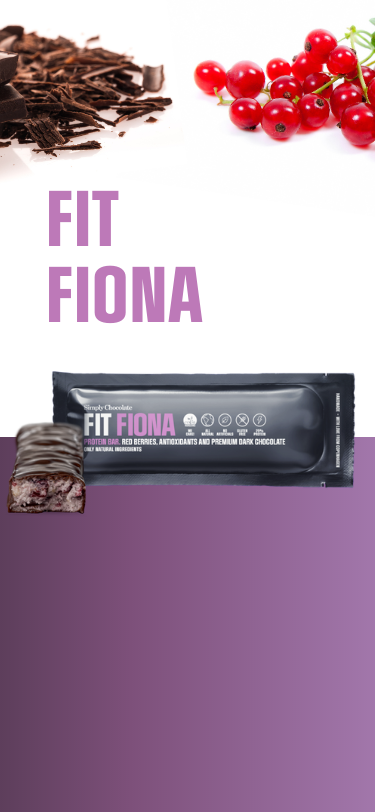 FIT
FIONA
Simply Chocolate
FIT FIONA
PROTEIN BAR, RED BERRIES, ANTIOXIDANTS AND PREMIUM DARK CHOCOLATE
ONLY NATURAL INGREDIENTS